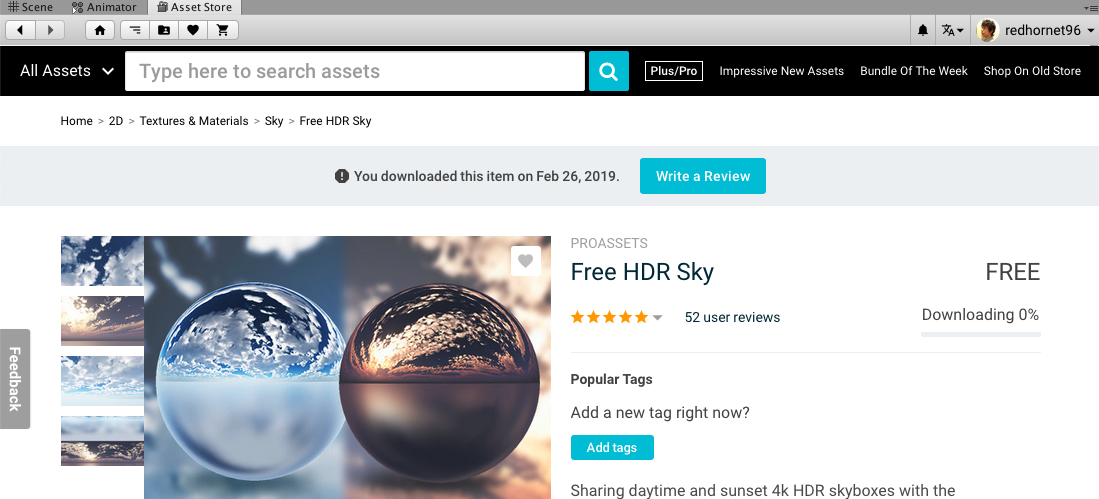 Scene Animator Asset Store
redhornet96
All Assets Type here to search assets Plus/Pro Impressive New Assets Bundle Of The Week Shop On Old Store
Home > 2D > Textures & Materials > Sky > Free HDR Sky
You downloaded this item on Feb 26, 2019. Write a Review
PROASSETS
Free HDR Sky FREE
52 user reviews Downloading 0%
Popular Tags
Add a new tag right now?
Add tags
Sharing daytime and sunset 4k HDR skyboxes with the
Feedback